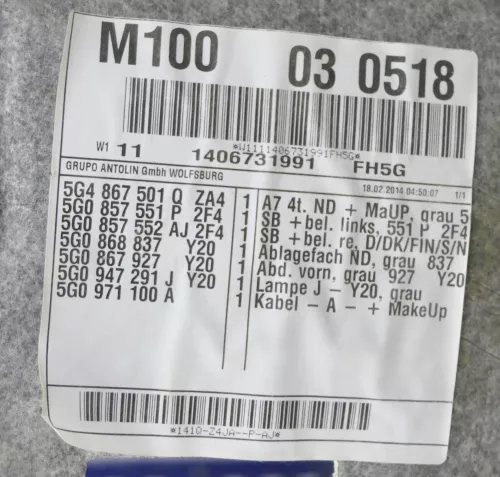 M100 03 0518
*W1111406731991FH5G*
W1 11 1406731991 FH5G
GRUPO ANTOLIN GmbH WOLFSBURG 18.02.2014 04:50:07 1/1
5G4 867 501 Q ZA4 1 A7 4t. ND + MaUP, grau 5
5G0 857 551 P 2F4 1 SB + bel. links, 551 P 2F4
5G0 857 552 AJ 2F4 1 SB + bel. re, D/DK/FIN/S/N
5G0 868 837 Y20 1 Ablagefach ND, grau 837
5G0 867 927 Y20 1 Abd. vorn, grau 927 Y20
5G0 947 291 J Y20 1 Lampe J - Y20, grau
5G0 971 100 A 1 Kabel - A - + MakeUp
*141Q-Z4JA--P-AJ*